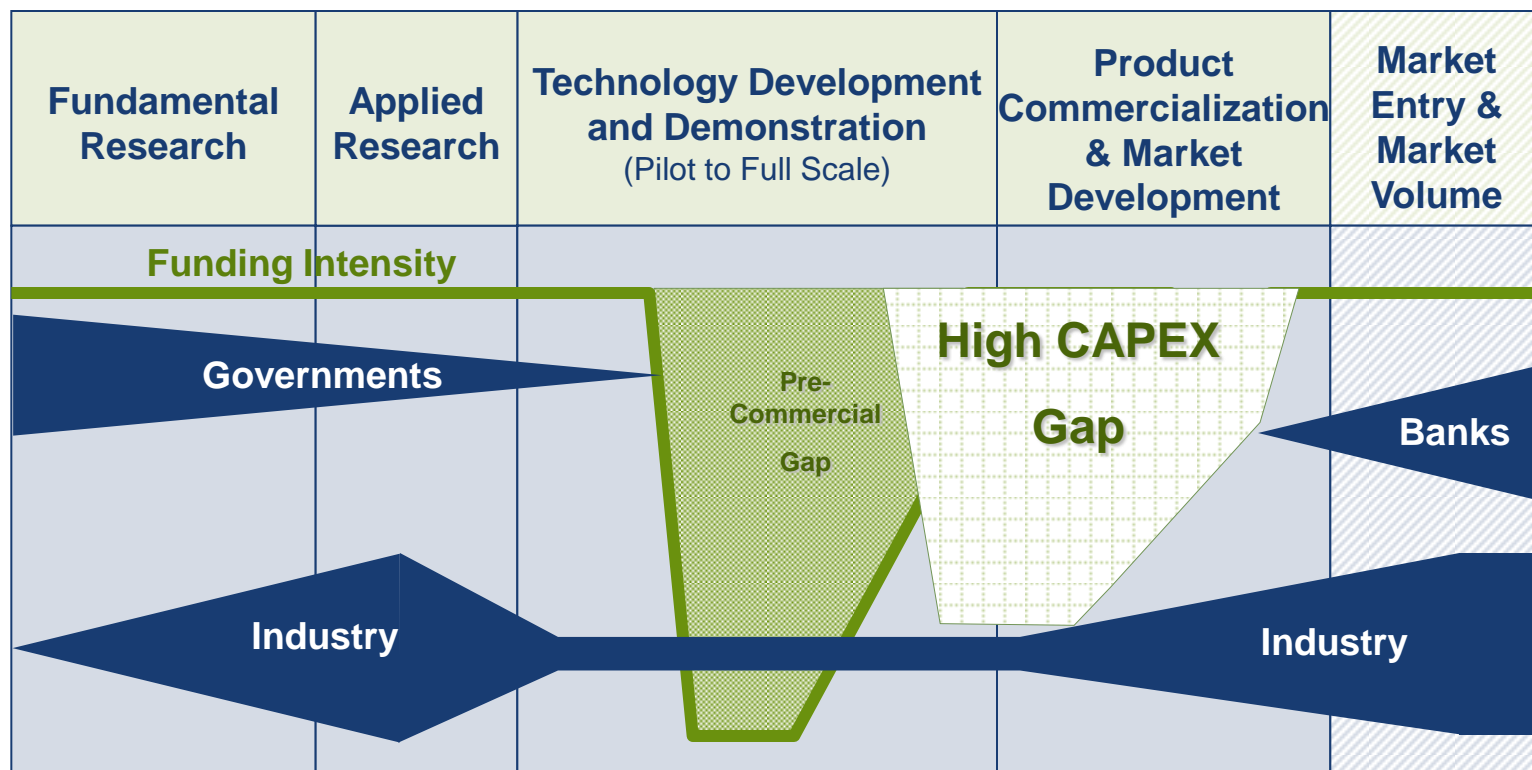 Fundamental
Research
Applied
Research
Technology Development
and Demonstration
(Pilot to Full Scale)
Product
Commercialization
& Market
Development
Market
Entry &
Market
Volume
Funding Intensity
Governments
Pre-
Commercial
Gap
High CAPEX
Gap
Banks
Industry
Industry